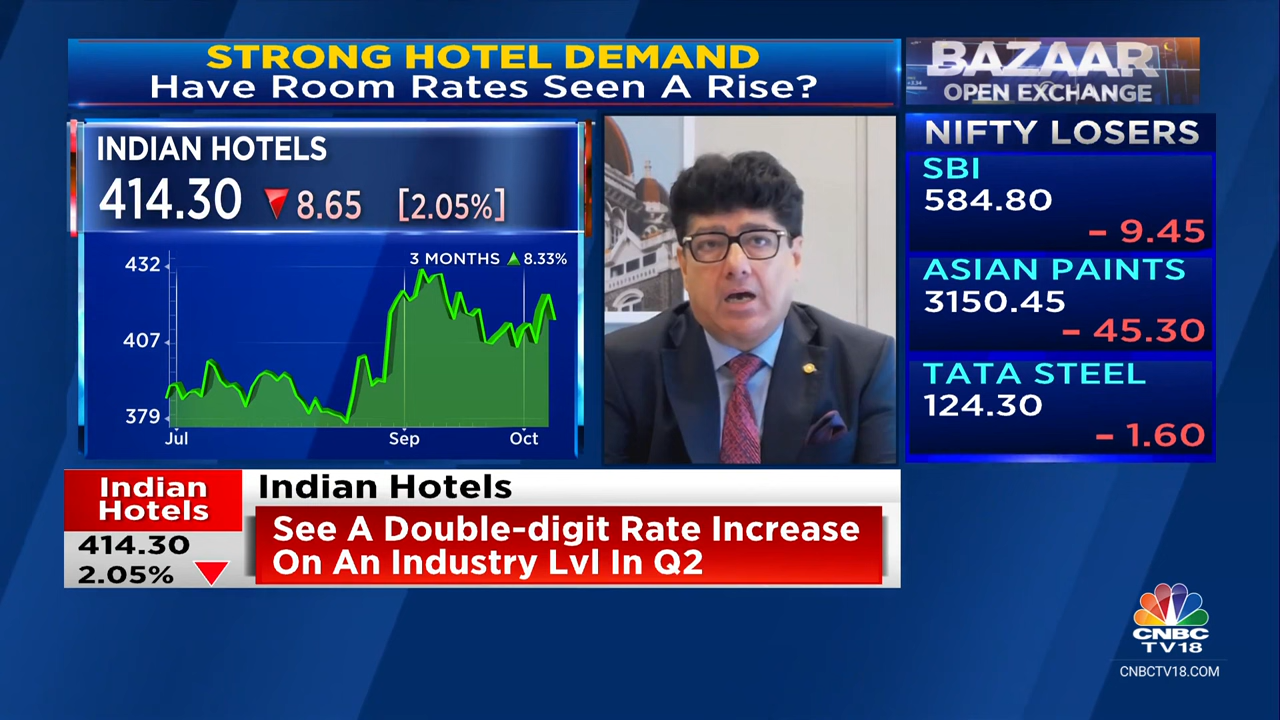 STRONG HOTEL DEMAND
Have Room Rates Seen A Rise?
BAZAAR
OPEN EXCHANGE
INDIAN HOTELS
414.30 ▼ 8.65 [2.05%]
3 MONTHS ▲ 8.33%
432
407
379
Jul Sep Oct
NIFTY LOSERS
SBI
584.80
– 9.45
ASIAN PAINTS
3150.45
– 45.30
TATA STEEL
124.30
– 1.60
Indian
Hotels
414.30
2.05% ▼
Indian Hotels
See A Double-digit Rate Increase
On An Industry Lvl In Q2
CNBC
TV18
CNBCTV18.COM